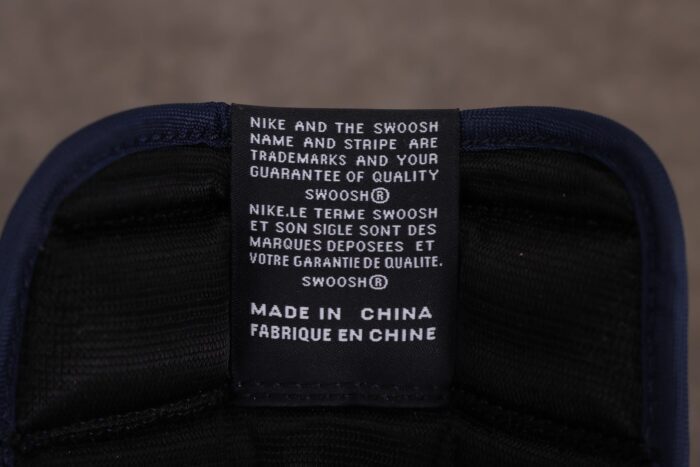 NIKE AND THE SWOOSH
NAME AND STRIPE ARE
TRADEMARKS AND YOUR
GUARANTEE OF QUALITY
SWOOSH®
NIKE.LE TERME SWOOSH
ET SON SIGLE SONT DES
MARQUES DEPOSEES ET
VOTRE GARANTIE DE QUALITE.
SWOOSH®
MADE IN CHINA
FABRIQUE EN CHINE